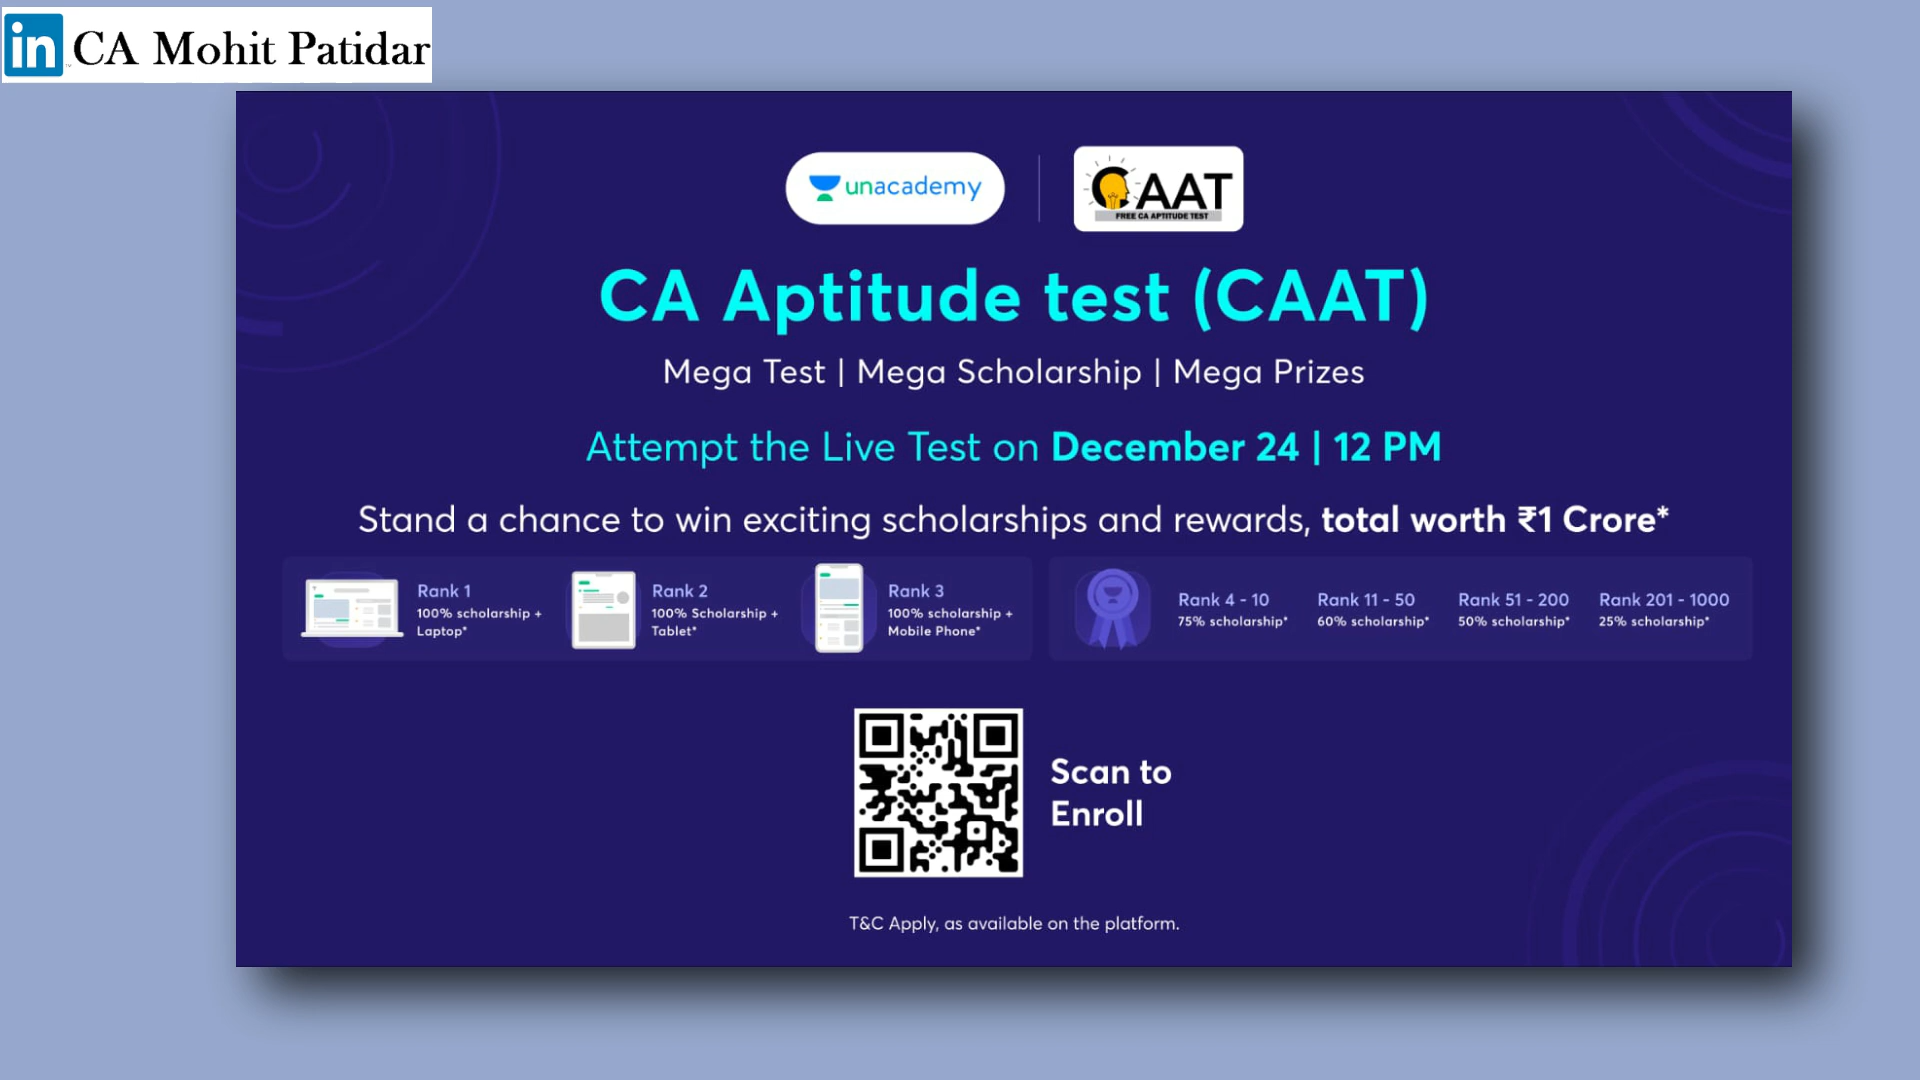 in CA Mohit Patidar
unacademy
CAAT
FREE CA APTITUDE TEST
CA Aptitude test (CAAT)
Mega Test | Mega Scholarship | Mega Prizes
Attempt the Live Test on December 24 | 12 PM
Stand a chance to win exciting scholarships and rewards, total worth ₹1 Crore*
Rank 1
100% scholarship +
Laptop*
Rank 2
100% Scholarship +
Tablet*
Rank 3
100% scholarship +
Mobile Phone*
Rank 4 - 10
75% scholarship*
Rank 11 - 50
60% scholarship*
Rank 51 - 200
50% scholarship*
Rank 201 - 1000
25% scholarship*
Scan to
Enroll
T&C Apply, as available on the platform.